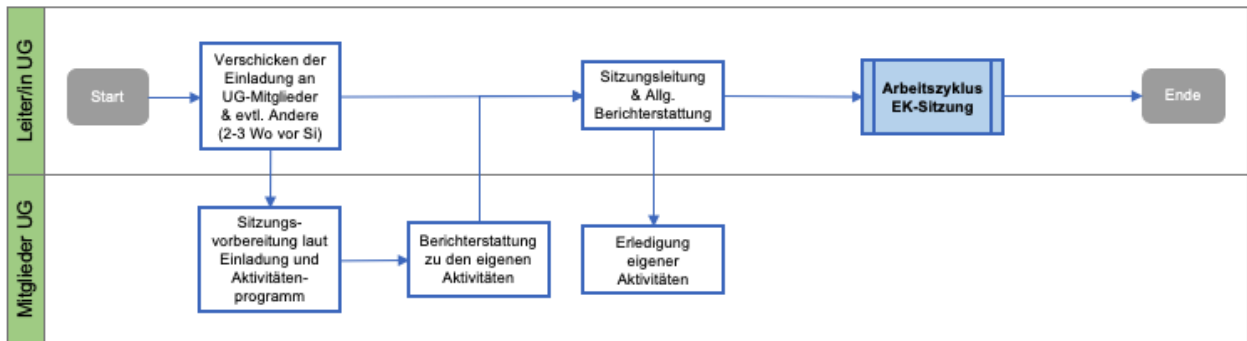 Leiter/in UG
Start
Verschicken der
Einladung an
UG-Mitglieder
& evtl. Andere
(2-3 Wo vor Si)
Sitzungsleitung
& Allg.
Berichterstattung
Arbeitszyklus
EK-Sitzung
Ende
Mitglieder UG
Sitzungs-
vorbereitung laut
Einladung und
Aktivitäten-
programm
Berichterstattung
zu den eigenen
Aktivitäten
Erledigung
eigener
Aktivitäten